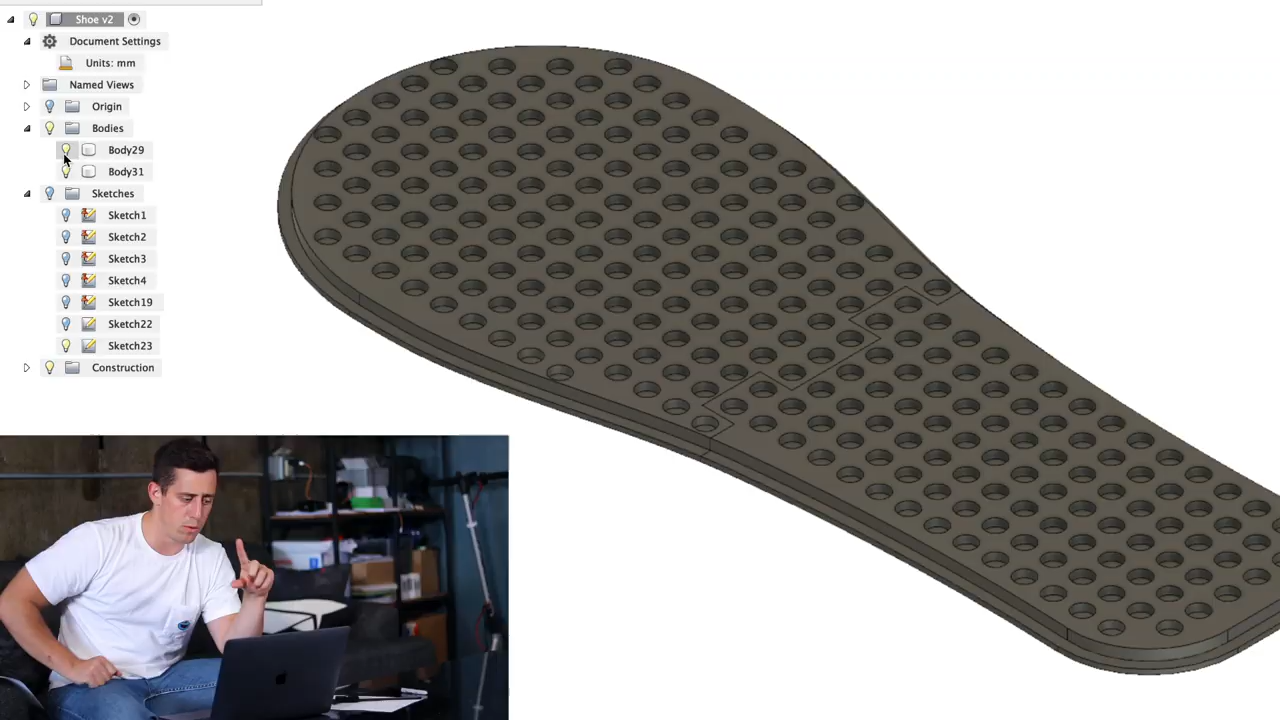 Shoe v2
Document Settings
Units: mm
Named Views
Origin
Bodies
Body29
Body31
Sketches
Sketch1
Sketch2
Sketch3
Sketch4
Sketch19
Sketch22
Sketch23
Construction